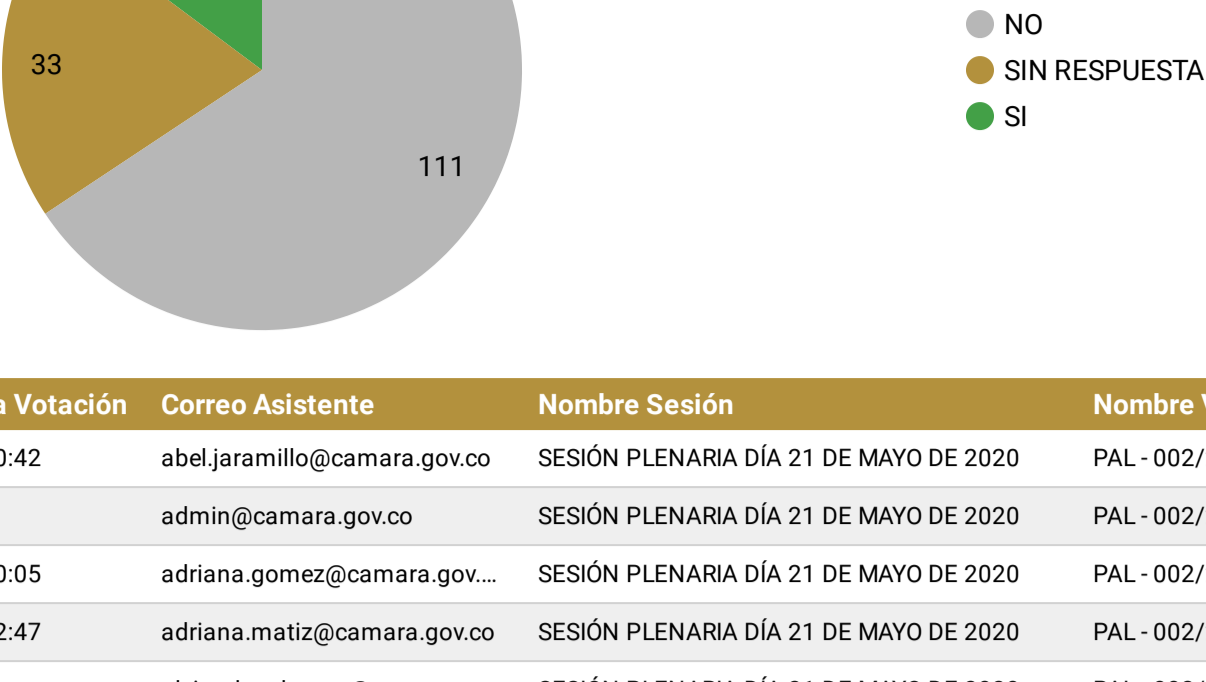 NO
33
SIN RESPUESTA
SI
111
a Votación Correo Asistente Nombre Sesión Nombre
0:42 abel.jaramillo@camara.gov.co SESIÓN PLENARIA DÍA 21 DE MAYO DE 2020 PAL - 002/
admin@camara.gov.co SESIÓN PLENARIA DÍA 21 DE MAYO DE 2020 PAL - 002/
0:05 adriana.gomez@camara.gov.... SESIÓN PLENARIA DÍA 21 DE MAYO DE 2020 PAL - 002/
2:47 adriana.matiz@camara.gov.co SESIÓN PLENARIA DÍA 21 DE MAYO DE 2020 PAL - 002/